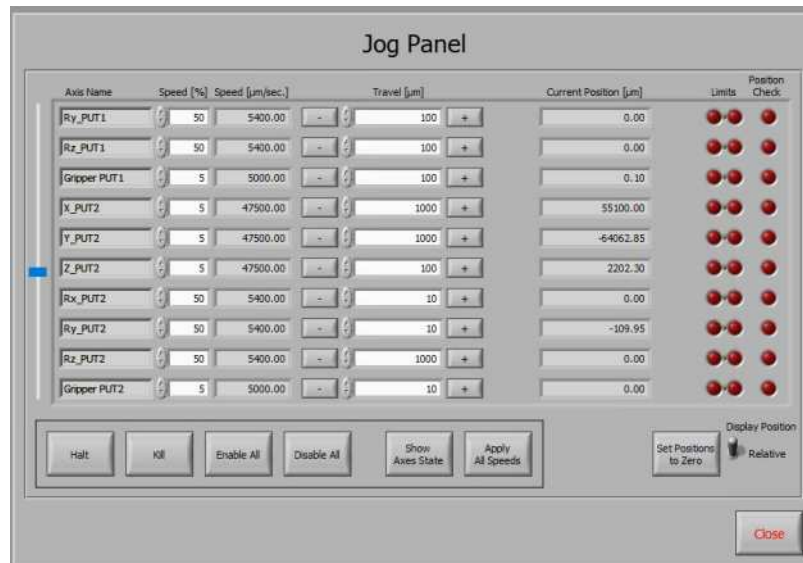 Jog Panel
Axis Name Speed [%] Speed [µm/sec.] Travel [µm] Current Position [µm] Limits Position Check
Ry_PUT1 50 5400.00 - 100 + 0.00
Rz_PUT1 50 5400.00 - 100 + 0.00
Gripper PUT1 5 5000.00 - 100 + 0.10
X_PUT2 5 47500.00 - 1000 + 55100.00
Y_PUT2 5 47500.00 - 1000 + -64062.85
Z_PUT2 5 47500.00 - 100 + 2202.30
Rx_PUT2 50 5400.00 - 10 + 0.00
Ry_PUT2 50 5400.00 - 10 + -109.95
Rz_PUT2 50 5400.00 - 1000 + 0.00
Gripper PUT2 5 5000.00 - 10 + 0.00
Display Position
Halt Kill Enable All Disable All Show Axes State Apply All Speeds Set Positions to Zero Relative
Close